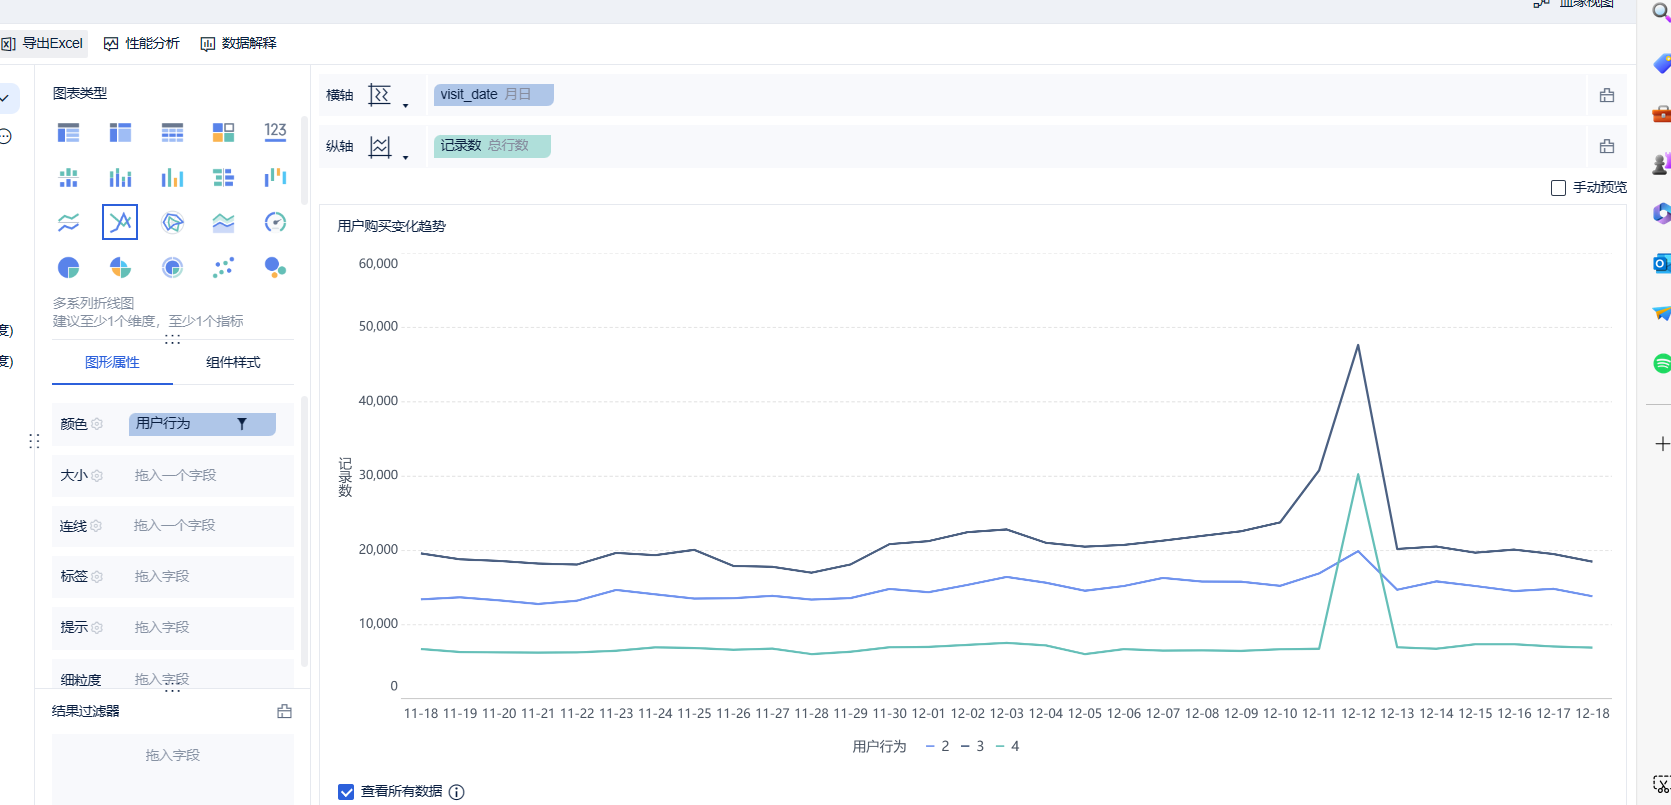 血缘视图
导出Excel 性能分析 数据解释
图表类型
123
多系列折线图
建议至少1个维度，至少1个指标
度)
度)
图形属性 组件样式
颜色 用户行为
大小 拖入一个字段
连线 拖入一个字段
标签 拖入字段
提示 拖入字段
细粒度 拖入字段
结果过滤器
拖入字段
横轴 visit_date 月日
纵轴 记录数 总行数
手动预览
用户购买变化趋势
60,000
50,000
40,000
30,000
20,000
10,000
0
记录数
11-18 11-19 11-20 11-21 11-22 11-23 11-24 11-25 11-26 11-27 11-28 11-29 11-30 12-01 12-02 12-03 12-04 12-05 12-06 12-07 12-08 12-09 12-10 12-11 12-12 12-13 12-14 12-15 12-16 12-17 12-18
用户行为 2 3 4
查看所有数据